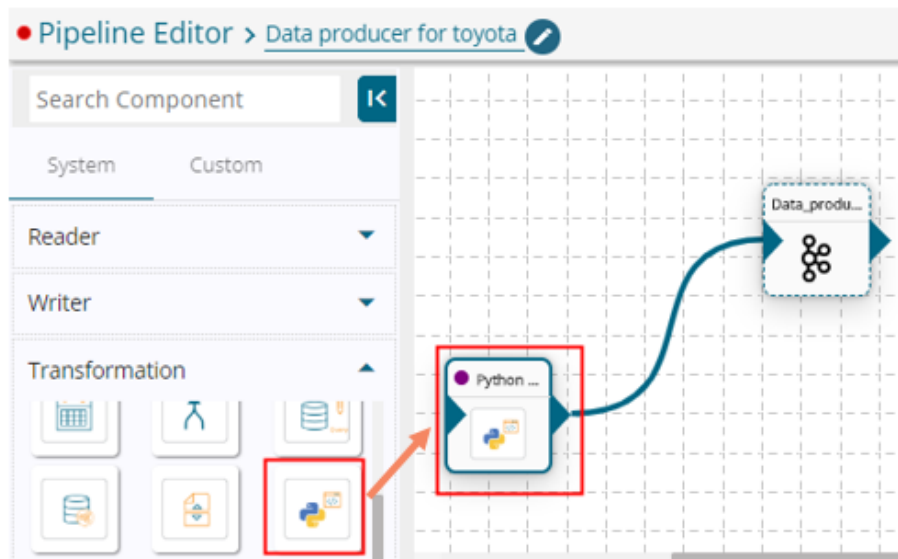 Pipeline Editor > Data producer for toyota
Search Component
System Custom
Reader
Writer
Transformation
Data_produ...
Python ...